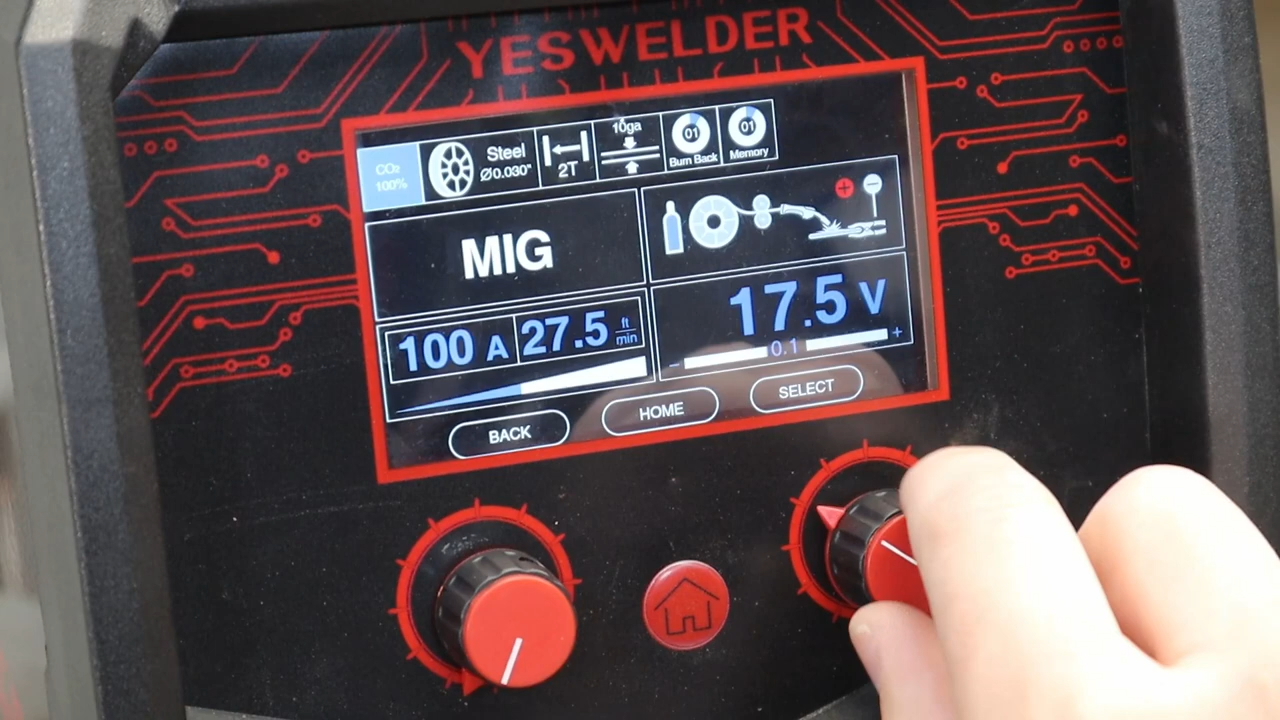 YESWELDER
CO₂
100%
Steel
Ø0.030"
2T
10ga
01
Burn Back
01
Memory
MIG
+ −
100 A 27.5 ft/min
17.5 V
− 0.1 +
BACK HOME SELECT